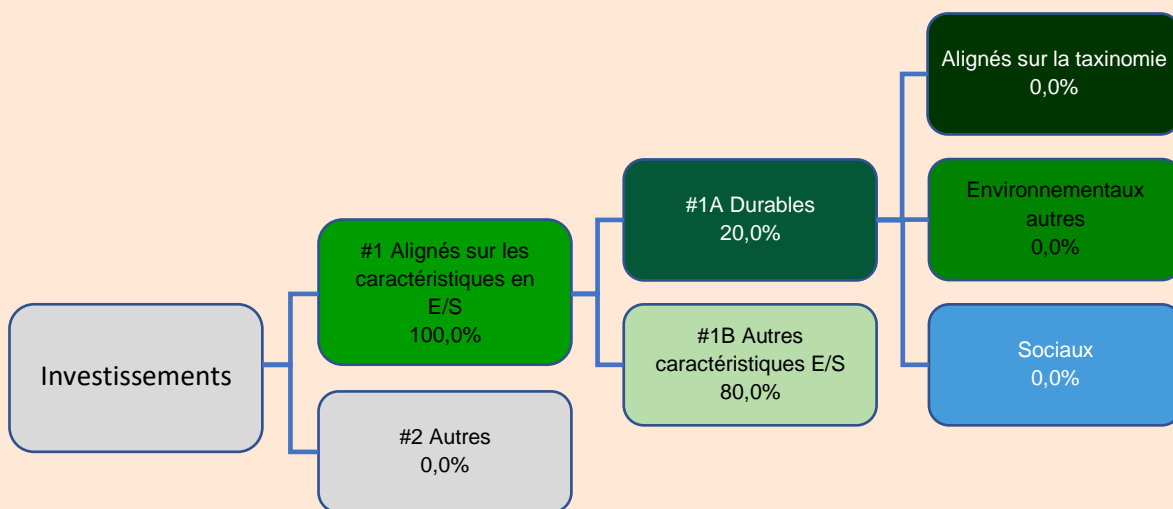 Investissements
#1 Alignés sur les
caractéristiques en
E/S
100,0%
#2 Autres
0,0%
#1A Durables
20,0%
#1B Autres
caractéristiques E/S
80,0%
Alignés sur la taxinomie
0,0%
Environnementaux
autres
0,0%
Sociaux
0,0%